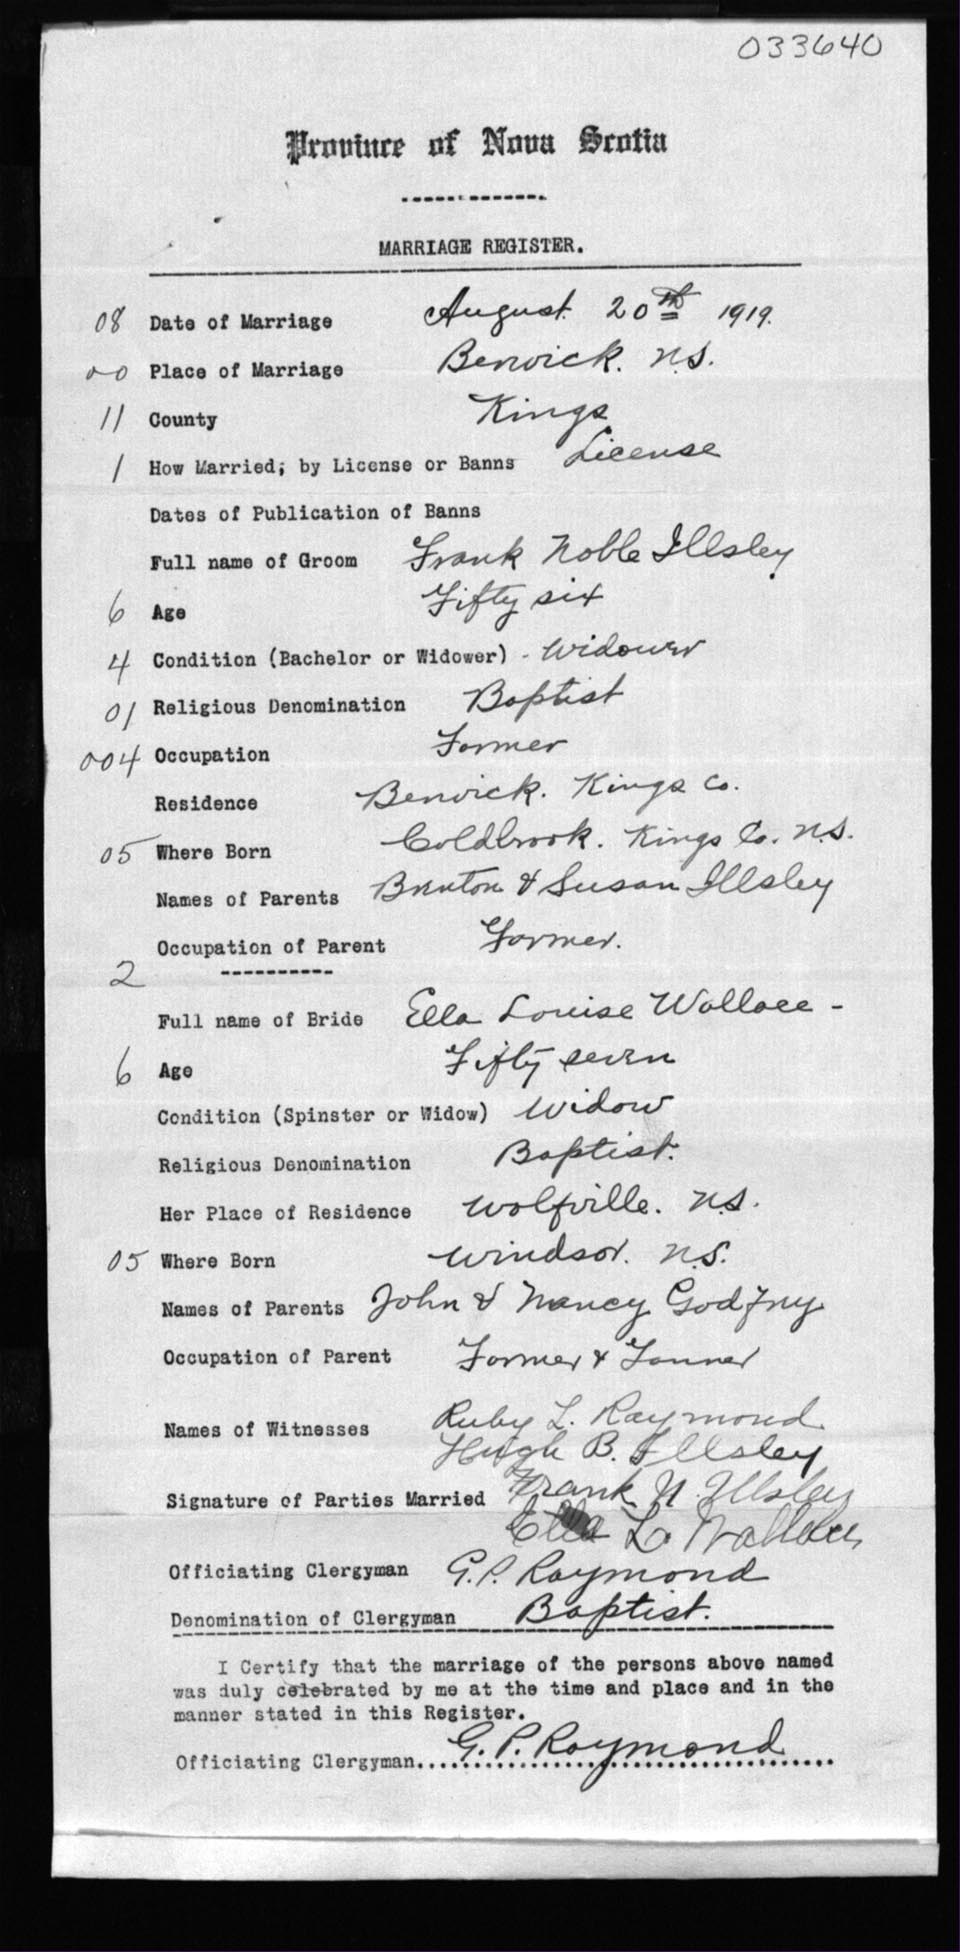 033640
Province of Nova Scotia
MARRIAGE REGISTER.
08 Date of Marriage August. 20th 1919.
00 Place of Marriage Berwick. N.S.
11 County Kings
1 How Married; by License or Banns License
Dates of Publication of Banns
Full name of Groom Frank Noble Illsley
6 Age Fifty six
4 Condition (Bachelor or Widower) - Widower
01 Religious Denomination Baptist
004 Occupation Farmer
Residence Berwick. Kings Co.
05 Where Born Coldbrook. Kings Co. N.S.
Names of Parents Brenton & Susan Illsley
Occupation of Parent Farmer.
2 -----------
Full name of Bride Ella Louise Wallace -
6 Age Fifty seven
Condition (Spinster or Widow) Widow
Religious Denomination Baptist.
Her Place of Residence Wolfville. N.S.
05 Where Born Windsor. N.S.
Names of Parents John & Nancy Godfrey
Occupation of Parent Farmer & Tanner
Names of Witnesses Ruby L. Raymond
Hugh B. Illsley
Signature of Parties Married Frank N. Illsley
Ella L. Wallace
Officiating Clergyman G.P. Raymond
Denomination of Clergyman Baptist.
I Certify that the marriage of the persons above named
was duly celebrated by me at the time and place and in the
manner stated in this Register.
Officiating Clergyman....G. P. Raymond